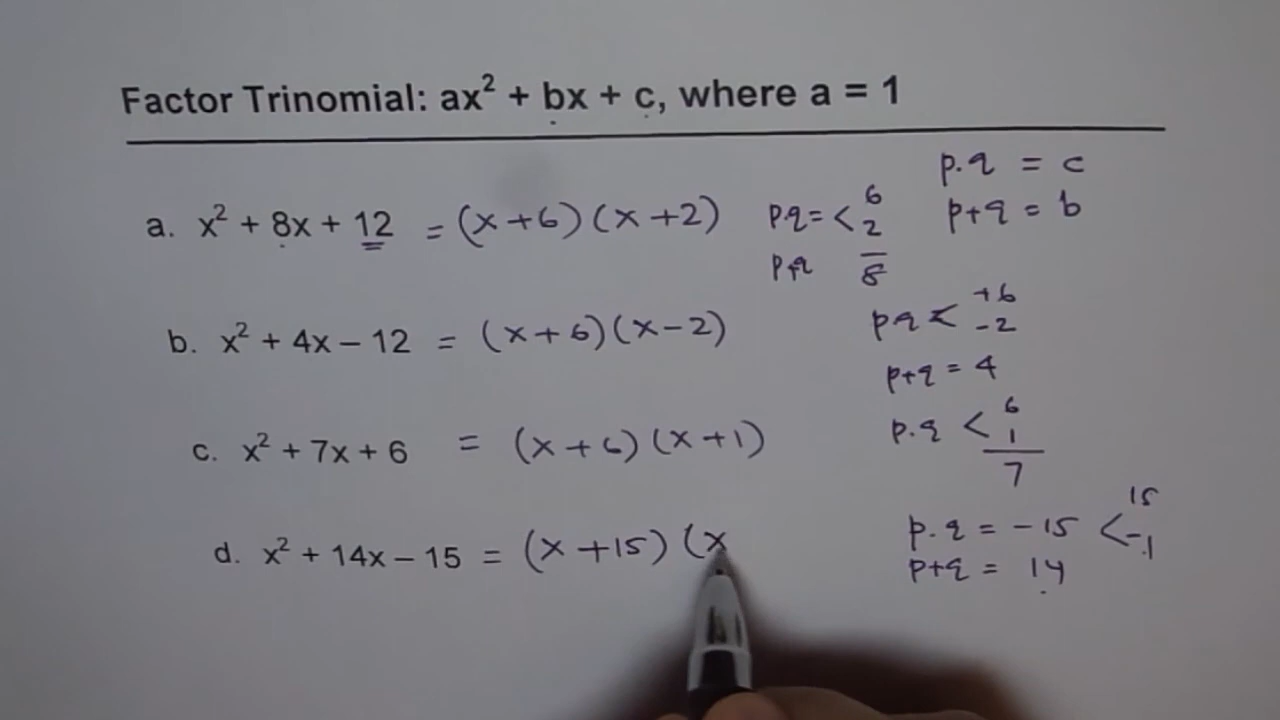 Factor Trinomial: ax² + bx + c, where a = 1
p.q = c
p+q = b
a. x² + 8x + 12 = (x+6)(x+2)
pq = < 6
2
p+q 8
b. x² + 4x – 12 = (x+6)(x-2)
pq < +6
-2
p+q = 4
c. x² + 7x + 6 = (x+6)(x+1)
p.q < 6
1
7
d. x² + 14x – 15 = (x+15)(x
p.q = -15 < 15
-1
p+q = 14